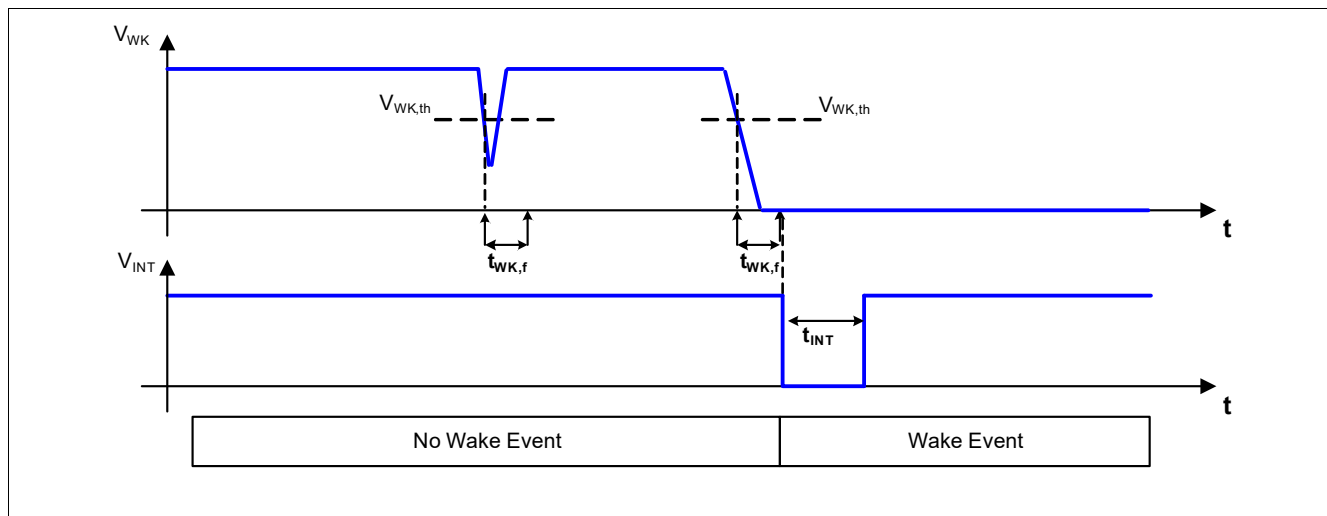 VWK
VWK,th
VWK,th
t
tWK,f
tWK,f
VINT
tINT
t
No Wake Event
Wake Event